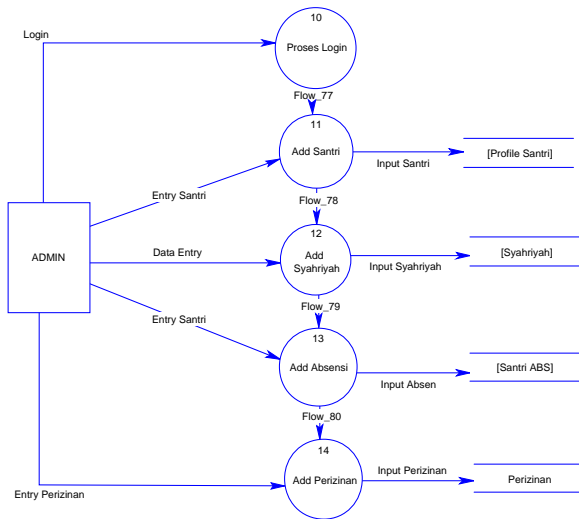 10
Login
Proses Login
Flow_77
11
Add Santri
Input Santri
[Profile Santri]
Entry Santri
Flow_78
12
ADMIN
Data Entry
Add
Syahriyah
Input Syahriyah
[Syahriyah]
Flow_79
Entry Santri
13
Add Absensi
Input Absen
[Santri ABS]
Flow_80
14
Add Perizinan
Input Perizinan
Perizinan
Entry Perizinan